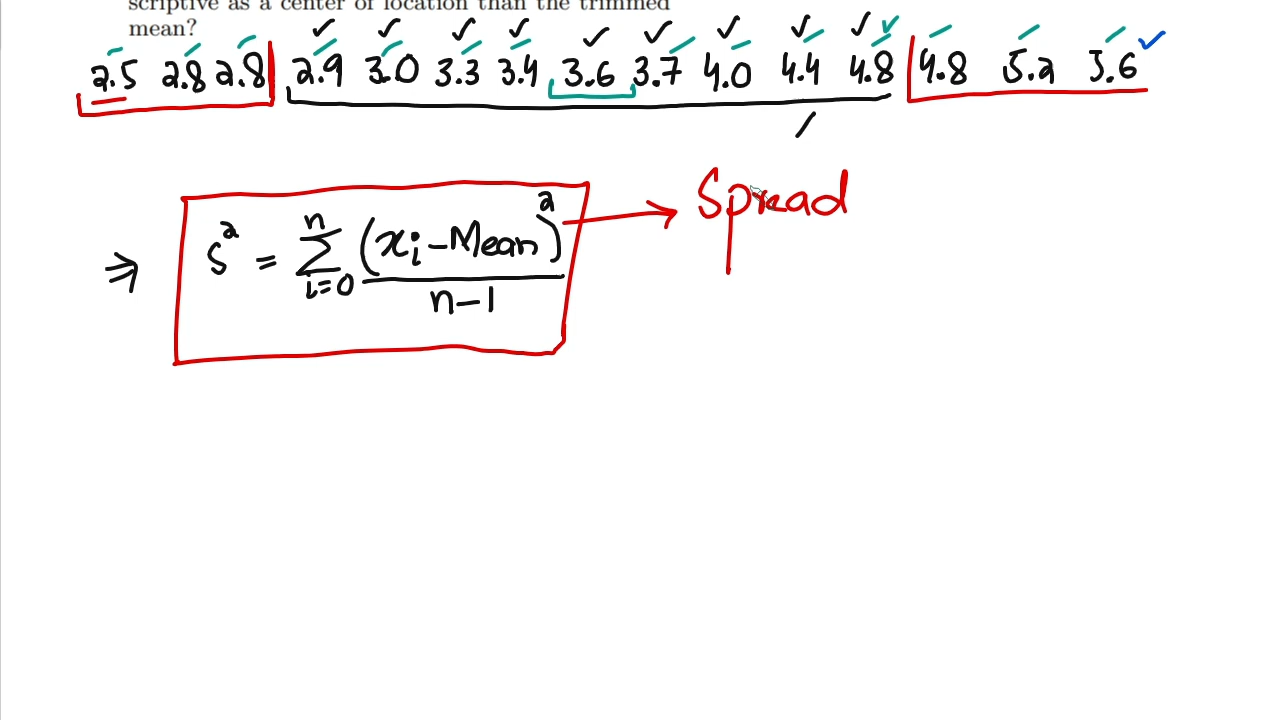 scriptive as a center of location than the trimmed
mean?
2.5 2.8 2.8 2.9 3.0 3.3 3.4 3.6 3.7 4.0 4.4 4.8 4.8 5.2 5.6
⇒ s² = n ∑ i=0 (xi - Mean)² / n-1 → Spread